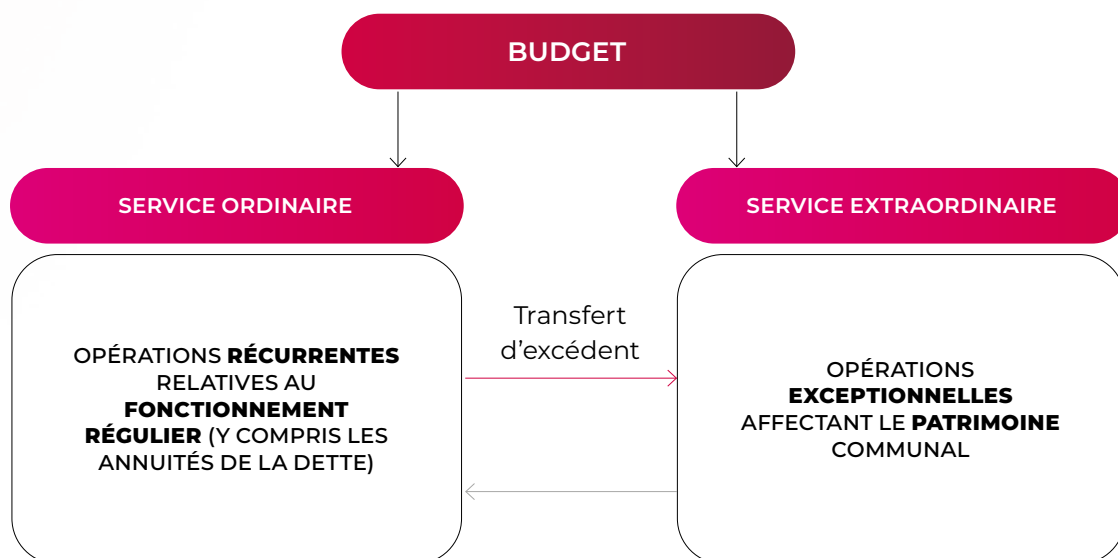 BUDGET
SERVICE ORDINAIRE
SERVICE EXTRAORDINAIRE
OPÉRATIONS RÉCURRENTES
RELATIVES AU
FONCTIONNEMENT
RÉGULIER (Y COMPRIS LES
ANNUITÉS DE LA DETTE)
Transfert
d’excédent
OPÉRATIONS
EXCEPTIONNELLES
AFFECTANT LE PATRIMOINE
COMMUNAL